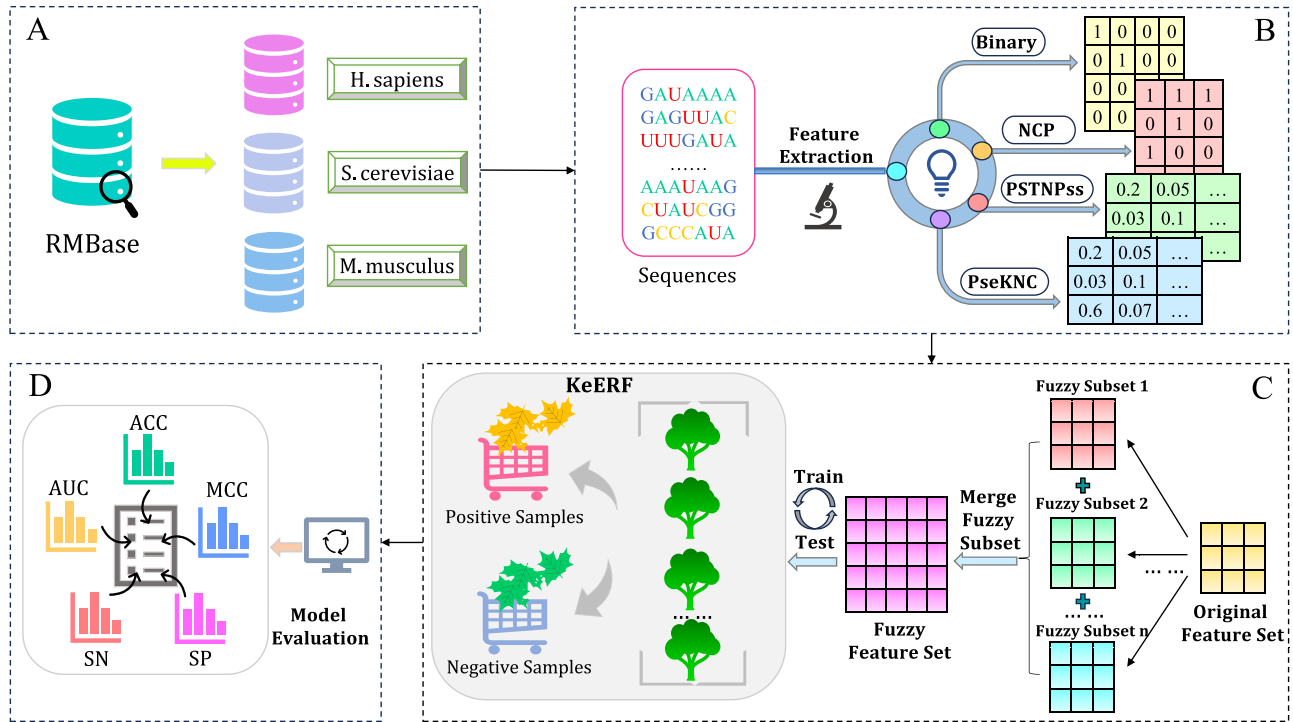 A
RMBase
H. sapiens
S. cerevisiae
M. musculus
B
GAUAAAA
GAGUUAC
UUUGAUA
......
AAAUAAG
CUAUCGG
GCCCAUA
Sequences
Feature
Extraction
Binary
NCP
PSTNPss
PseKNC
1 0 0 0
0 1 0 0
0 0
0 0
1 1 1
0 1 0
1 0 0
0.2 0.05 ...
0.03 0.1 ...
...
0.2 0.05 ...
0.03 0.1 ...
0.6 0.07 ...
C
KeERF
Positive Samples
Negative Samples
... ...
Train
Test
Fuzzy
Feature Set
Merge
Fuzzy
Subset
Fuzzy Subset 1
+
Fuzzy Subset 2
+
... ...
Fuzzy Subset n
... ...
Original
Feature Set
D
ACC
AUC
MCC
SN
SP
Model
Evaluation